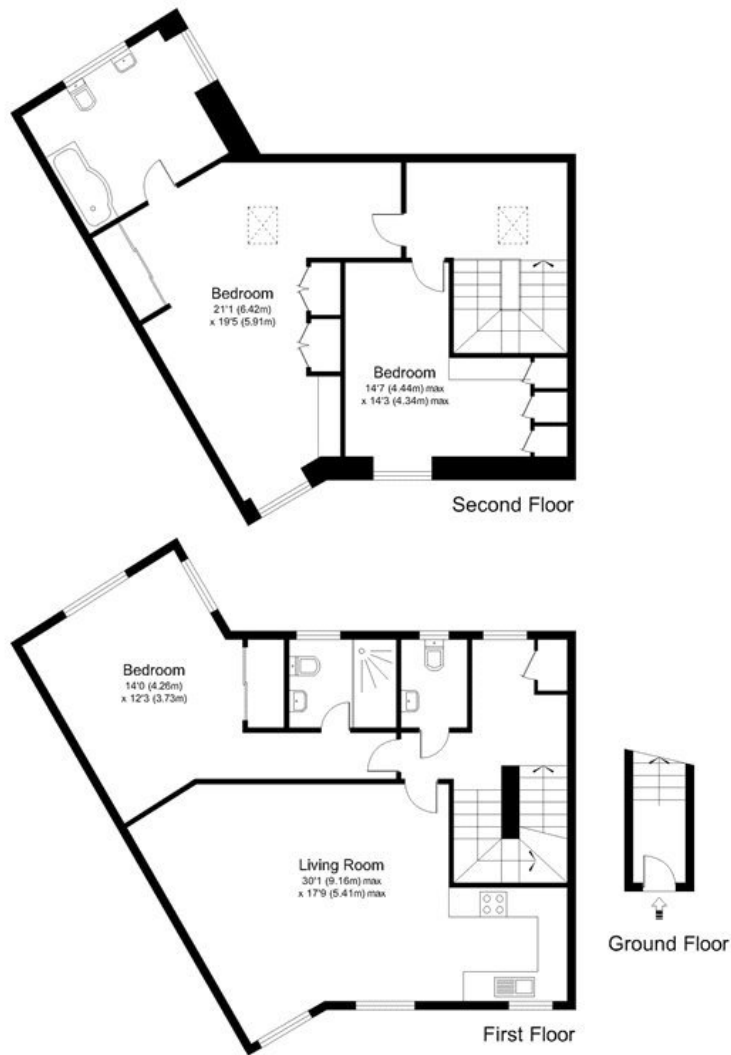 Bedroom
21'1 (6.42m)
x 19'5 (5.91m)
Bedroom
14'7 (4.44m) max
x 14'3 (4.34m) max
Second Floor
Bedroom
14'0 (4.26m)
x 12'3 (3.73m)
Living Room
30'1 (9.16m) max
x 17'9 (5.41m) max
First Floor
Ground Floor